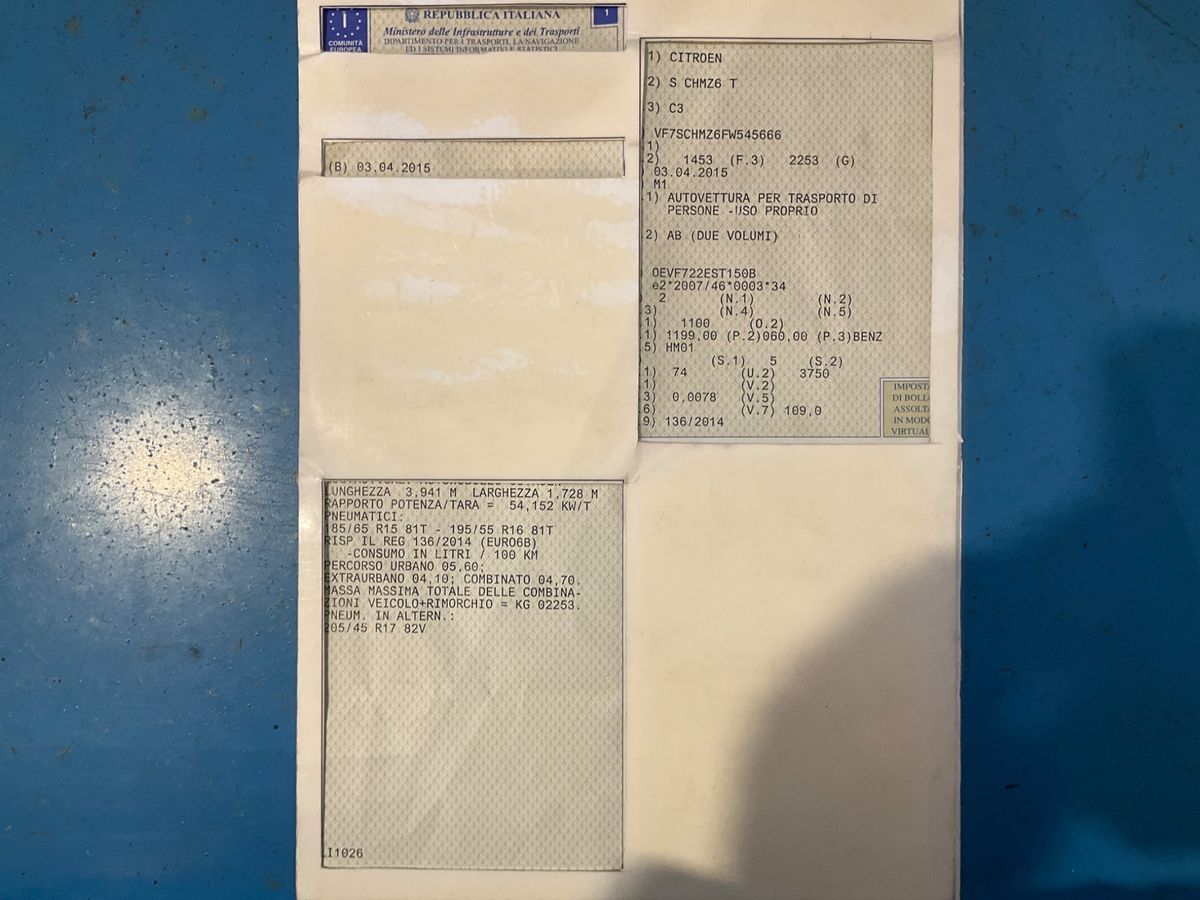 I
COMUNITÀ
EUROPEA
REPUBBLICA ITALIANA
1
Ministero delle Infrastrutture e dei Trasporti
DIPARTIMENTO PER I TRASPORTI, LA NAVIGAZIONE
ED I SISTEMI INFORMATIVI E STATISTICI
(B) 03.04.2015
1) CITROEN
2) S CHMZ6 T
3) C3
) VF7SCHMZ6FW545666
.1)
.2) 1453 (F.3) 2253 (G)
) 03.04.2015
) M1
.1) AUTOVETTURA PER TRASPORTO DI
PERSONE -USO PROPRIO
.2) AB (DUE VOLUMI)
) OEVF722EST150B
) e2*2007/46*0003*34
) 2 (N.1) (N.2)
3) (N.4) (N.5)
.1) 1100 (O.2)
.1) 1199,00 (P.2)060,00 (P.3)BENZ
.5) HM01
) (S.1) 5 (S.2)
.1) 74 (U.2) 3750
.1) (V.2)
.3) 0,0078 (V.5)
.6) (V.7) 109,0
.9) 136/2014
IMPOSTA
DI BOLLO
ASSOLTA
IN MODO
VIRTUAL
LUNGHEZZA 3,941 M LARGHEZZA 1,728 M
RAPPORTO POTENZA/TARA = 54,152 KW/T
PNEUMATICI:
185/65 R15 81T - 195/55 R16 81T
RISP IL REG 136/2014 (EURO6B)
-CONSUMO IN LITRI / 100 KM
PERCORSO URBANO 05,60;
EXTRAURBANO 04,10; COMBINATO 04,70.
MASSA MASSIMA TOTALE DELLE COMBINA-
ZIONI VEICOLO+RIMORCHIO = KG 02253.
PNEUM. IN ALTERN.:
205/45 R17 82V
LI1026